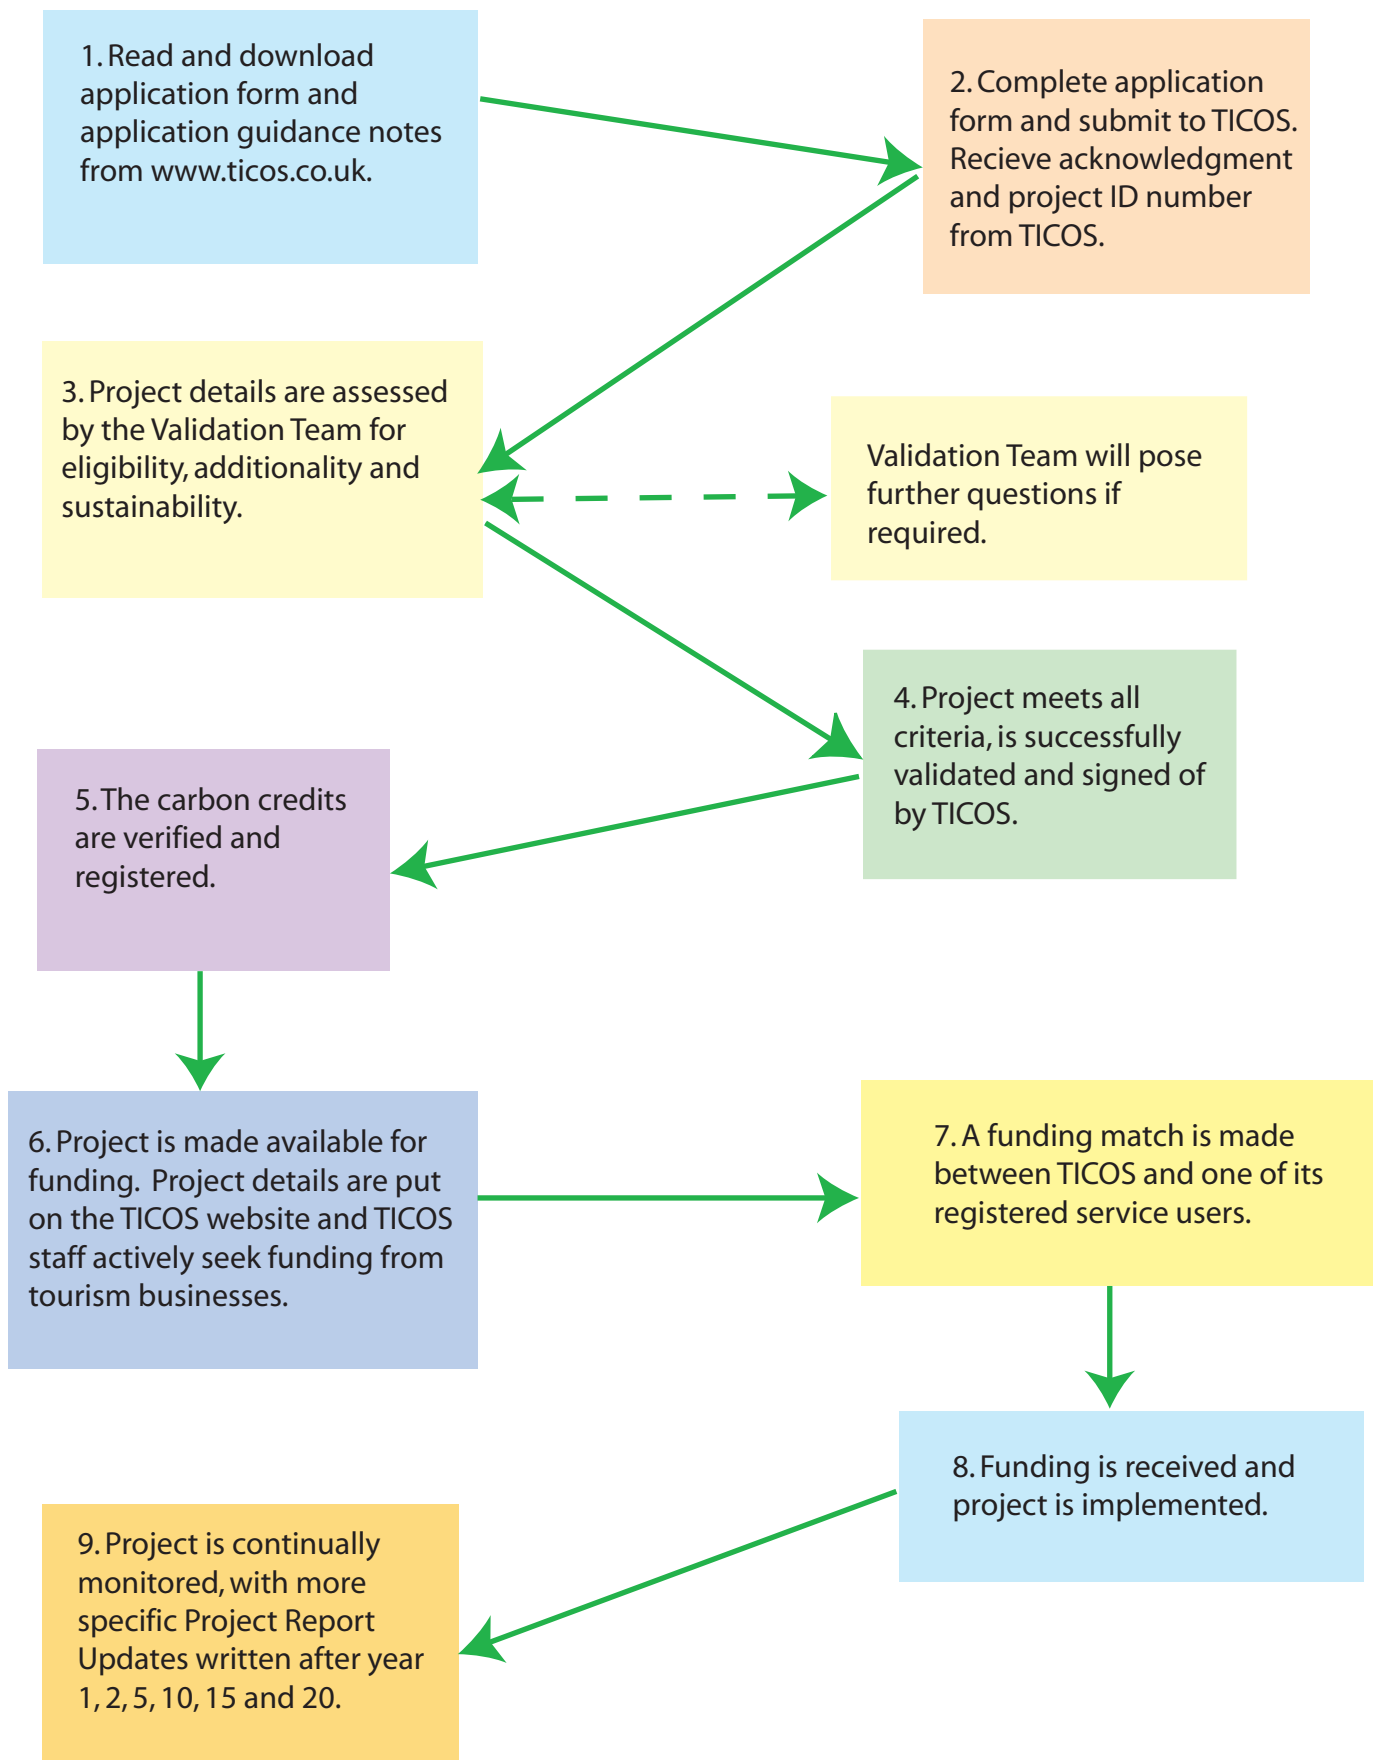 1. Read and download
application form and
application guidance notes
from www.ticos.co.uk.
2. Complete application
form and submit to TICOS.
Recieve acknowledgment
and project ID number
from TICOS.
3. Project details are assessed
by the Validation Team for
eligibility, additionality and
sustainability.
Validation Team will pose
further questions if
required.
4. Project meets all
criteria, is successfully
validated and signed of
by TICOS.
5. The carbon credits
are verified and
registered.
6. Project is made available for
funding. Project details are put
on the TICOS website and TICOS
staff actively seek funding from
tourism businesses.
7. A funding match is made
between TICOS and one of its
registered service users.
8. Funding is received and
project is implemented.
9. Project is continually
monitored, with more
specific Project Report
Updates written after year
1, 2, 5, 10, 15 and 20.